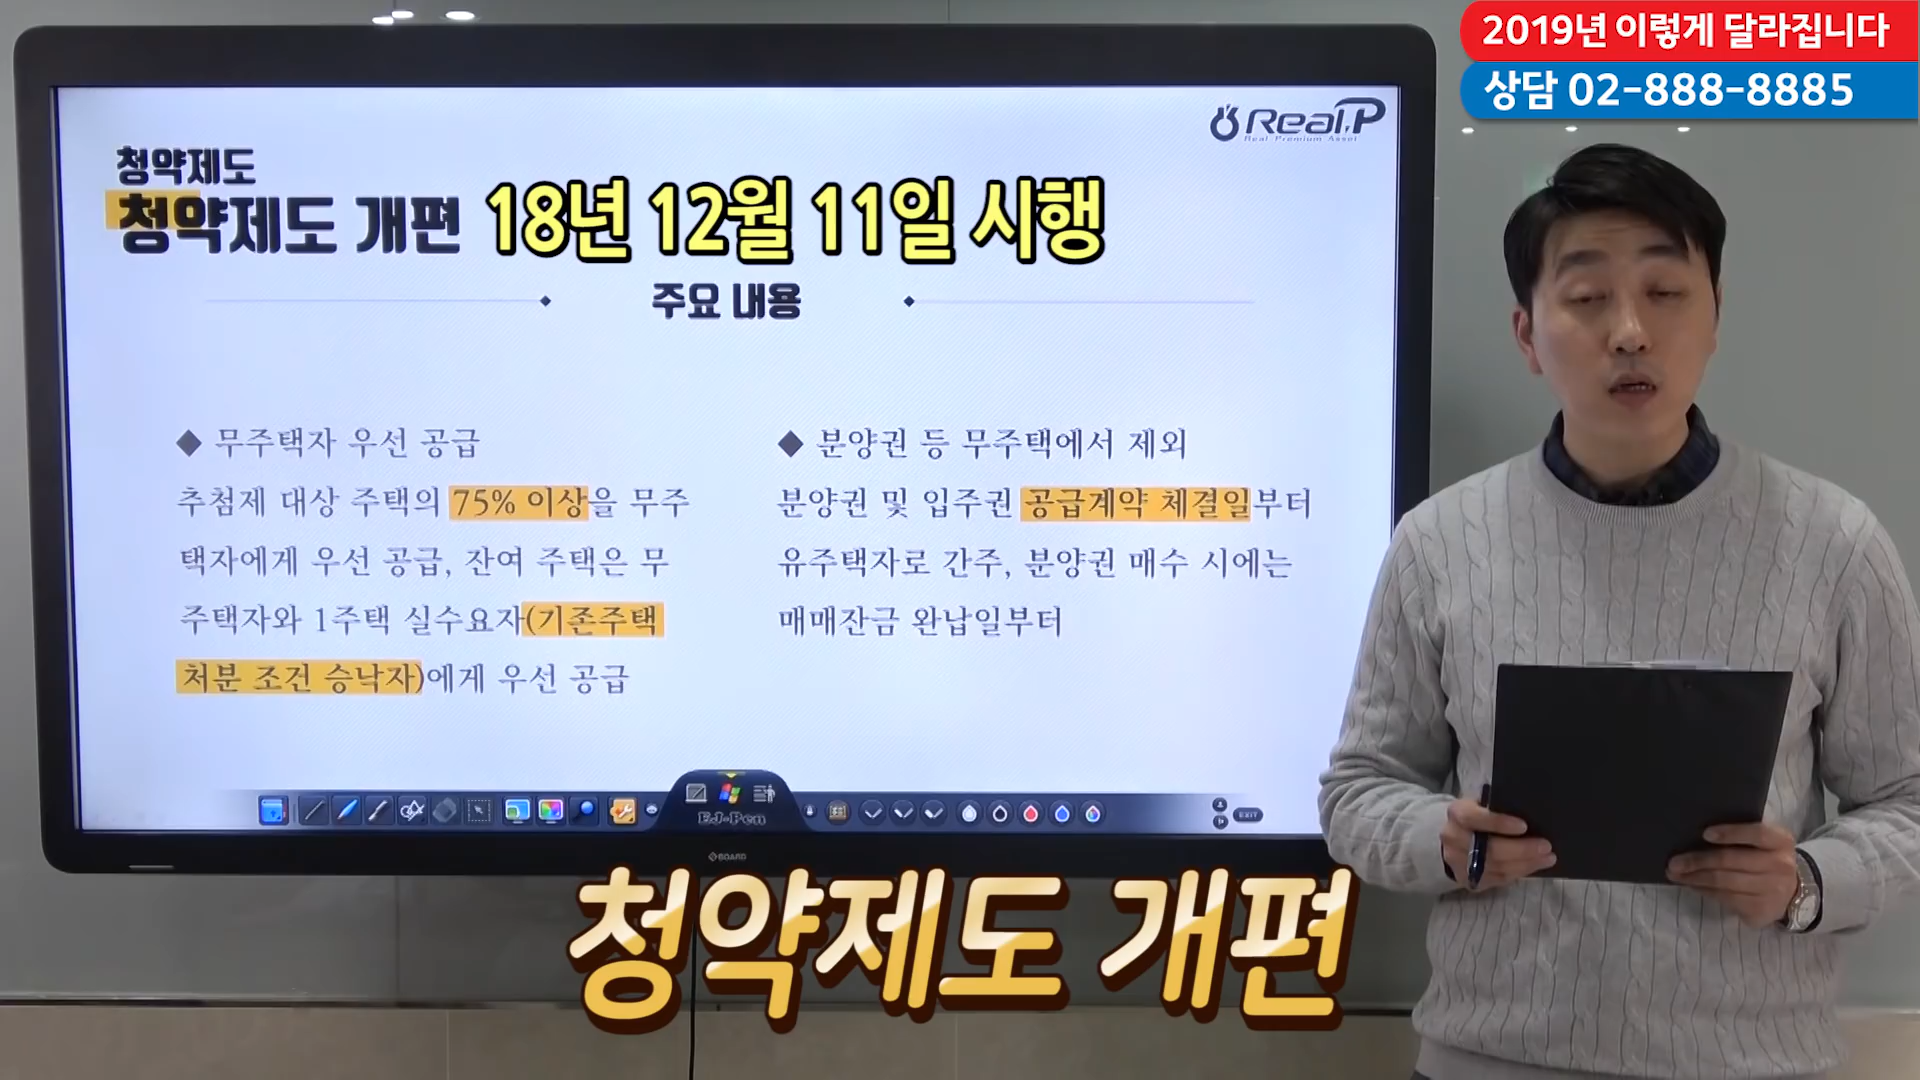 2019년 이렇게 달라집니다
상담 02-888-8885
Real.P
Real Premium Asset
청약제도
청약제도 개편 18년 12월 11일 시행
주요 내용
◆ 무주택자 우선 공급
추첨제 대상 주택의 75% 이상을 무주
택자에게 우선 공급, 잔여 주택은 무
주택자와 1주택 실수요자(기존주택
처분 조건 승낙자)에게 우선 공급
◆ 분양권 등 무주택에서 제외
분양권 및 입주권 공급계약 체결일부터
유주택자로 간주, 분양권 매수 시에는
매매잔금 완납일부터
EJ-Pen
EXIT
BOARD
청약제도 개편